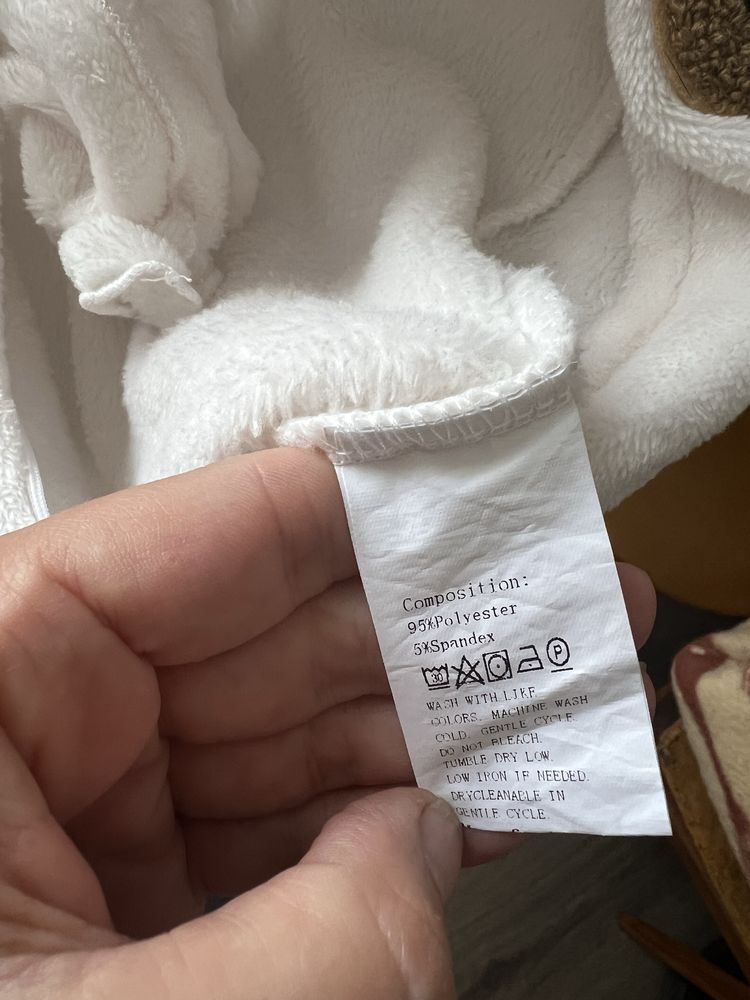 Composition:
95%Polyester
5%Spandex
30 P
WASH WITH LIKE
COLORS. MACHINE WASH
COLD. GENTLE CYCLE.
DO NOT BLEACH.
TUMBLE DRY LOW.
LOW IRON IF NEEDED.
DRYCLEANABLE IN
GENTLE CYCLE.